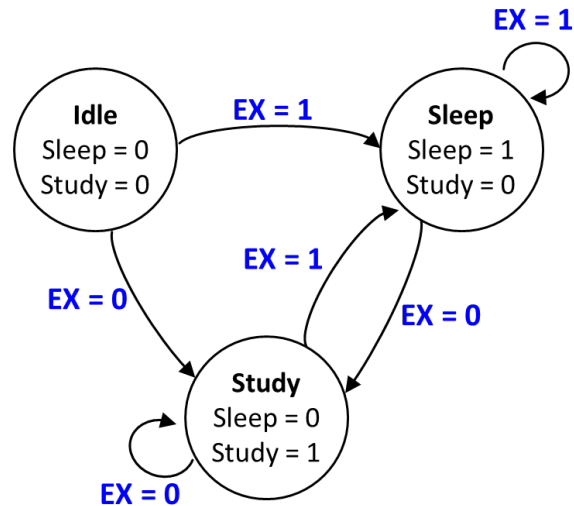 EX = 1
Idle
Sleep = 0
Study = 0
EX = 1
Sleep
Sleep = 1
Study = 0
EX = 1
EX = 0
EX = 0
Study
Sleep = 0
Study = 1
EX = 0